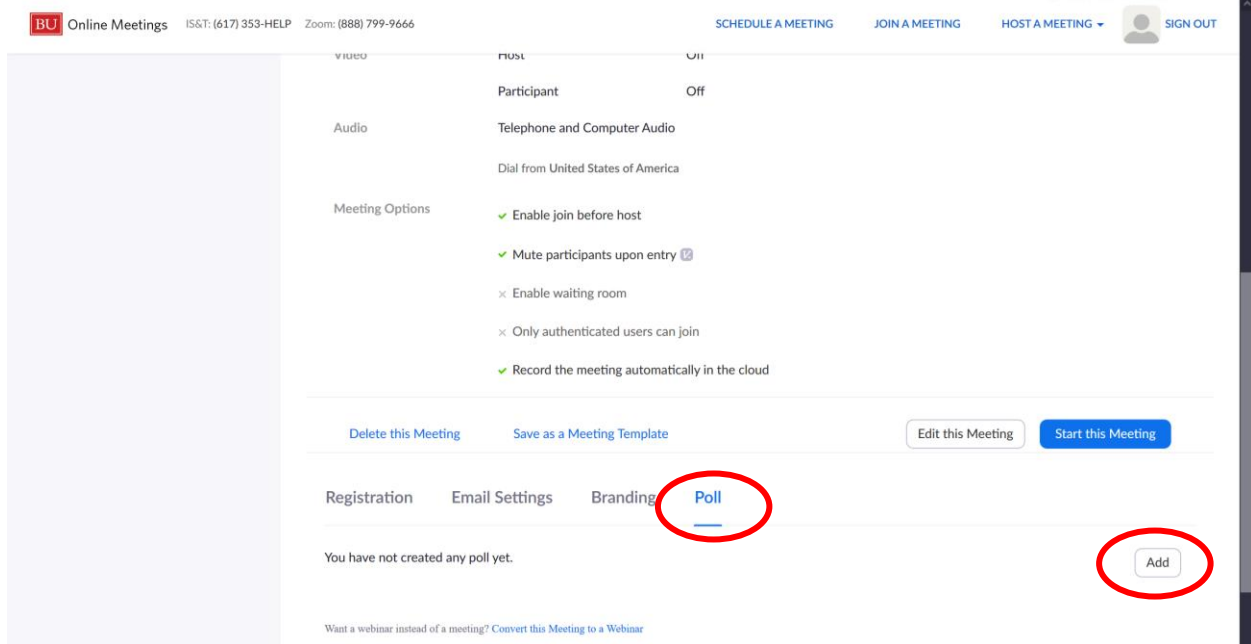 BU Online Meetings IS&T: (617) 353-HELP Zoom: (888) 799-9666 SCHEDULE A MEETING JOIN A MEETING HOST A MEETING SIGN OUT
Video Host Off
Participant Off
Audio Telephone and Computer Audio
Dial from United States of America
Meeting Options
Enable join before host
Mute participants upon entry
Enable waiting room
Only authenticated users can join
Record the meeting automatically in the cloud
Delete this Meeting Save as a Meeting Template Edit this Meeting Start this Meeting
Registration Email Settings Branding Poll
You have not created any poll yet. Add
Want a webinar instead of a meeting? Convert this Meeting to a Webinar